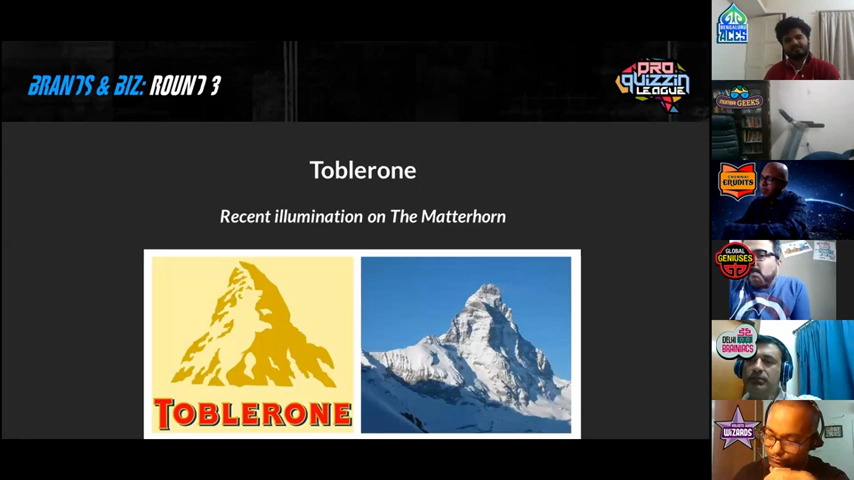 BRANDS & BIZ: ROUND 3
PRO
QUIZZIN
LEAGUE
Toblerone
Recent illumination on The Matterhorn
TOBLERONE
BENGALURU
ACES
MUMBAI GEEKS
CHENNAI
ERUDITS
GLOBAL
GENIUSES
DELHI
BRAINIACS
WIZARDS